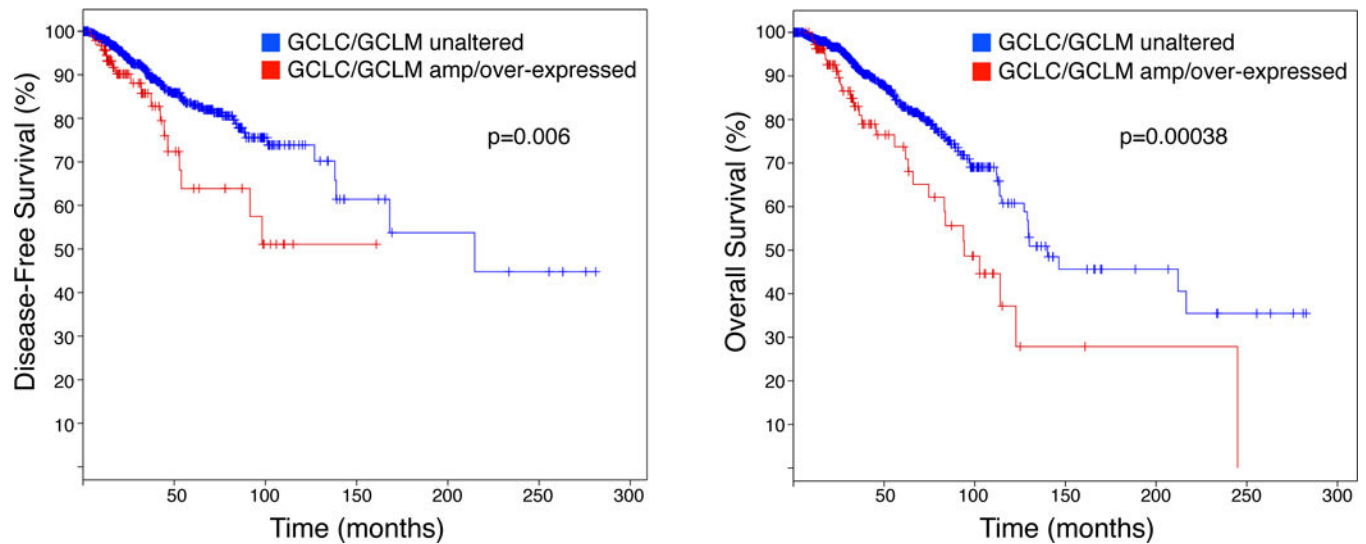 GCLC/GCLM unaltered
GCLC/GCLM amp/over-expressed
p=0.006
Disease-Free Survival (%)
100
90
80
70
60
50
40
30
20
10
50 100 150 200 250 300
Time (months)
GCLC/GCLM unaltered
GCLC/GCLM amp/over-expressed
p=0.00038
Overall Survival (%)
100
90
80
70
60
50
40
30
20
10
50 100 150 200 250 300
Time (months)